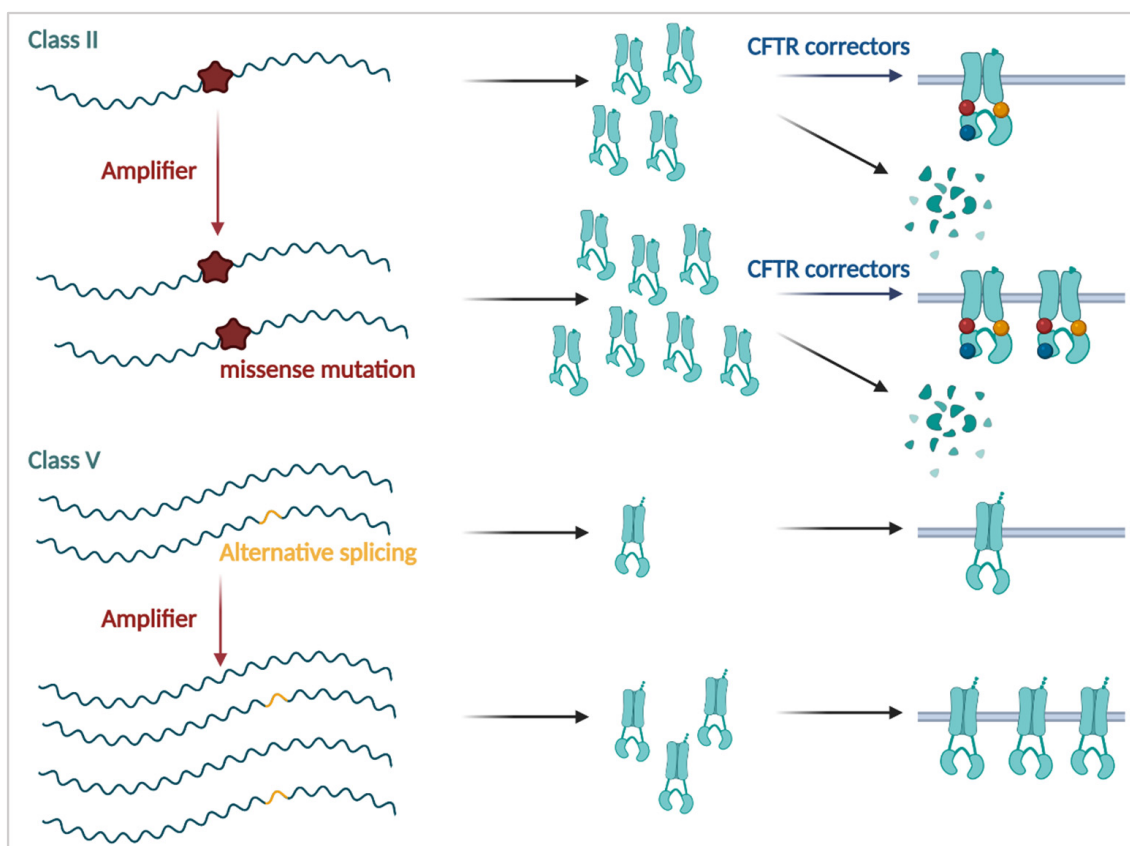 Class II
CFTR correctors
Amplifier
CFTR correctors
missense mutation
Class V
Alternative splicing
Amplifier